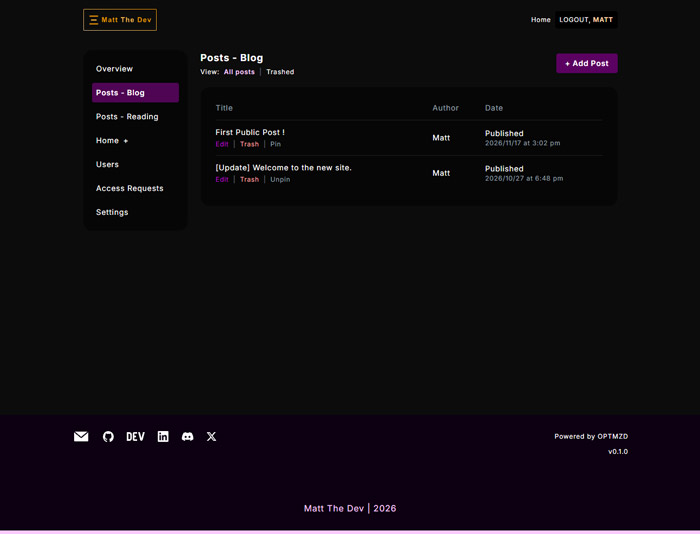 Matt The Dev
Home LOGOUT, MATT
Overview
Posts - Blog
Posts - Reading
Home +
Users
Access Requests
Settings
Posts - Blog
View: All posts | Trashed
+ Add Post
Title Author Date
First Public Post !
Edit | Trash | Pin
Matt
Published
2026/11/17 at 3:02 pm
[Update] Welcome to the new site.
Edit | Trash | Unpin
Matt
Published
2026/10/27 at 6:48 pm
DEV
Powered by OPTMZD
v0.1.0
Matt The Dev | 2026